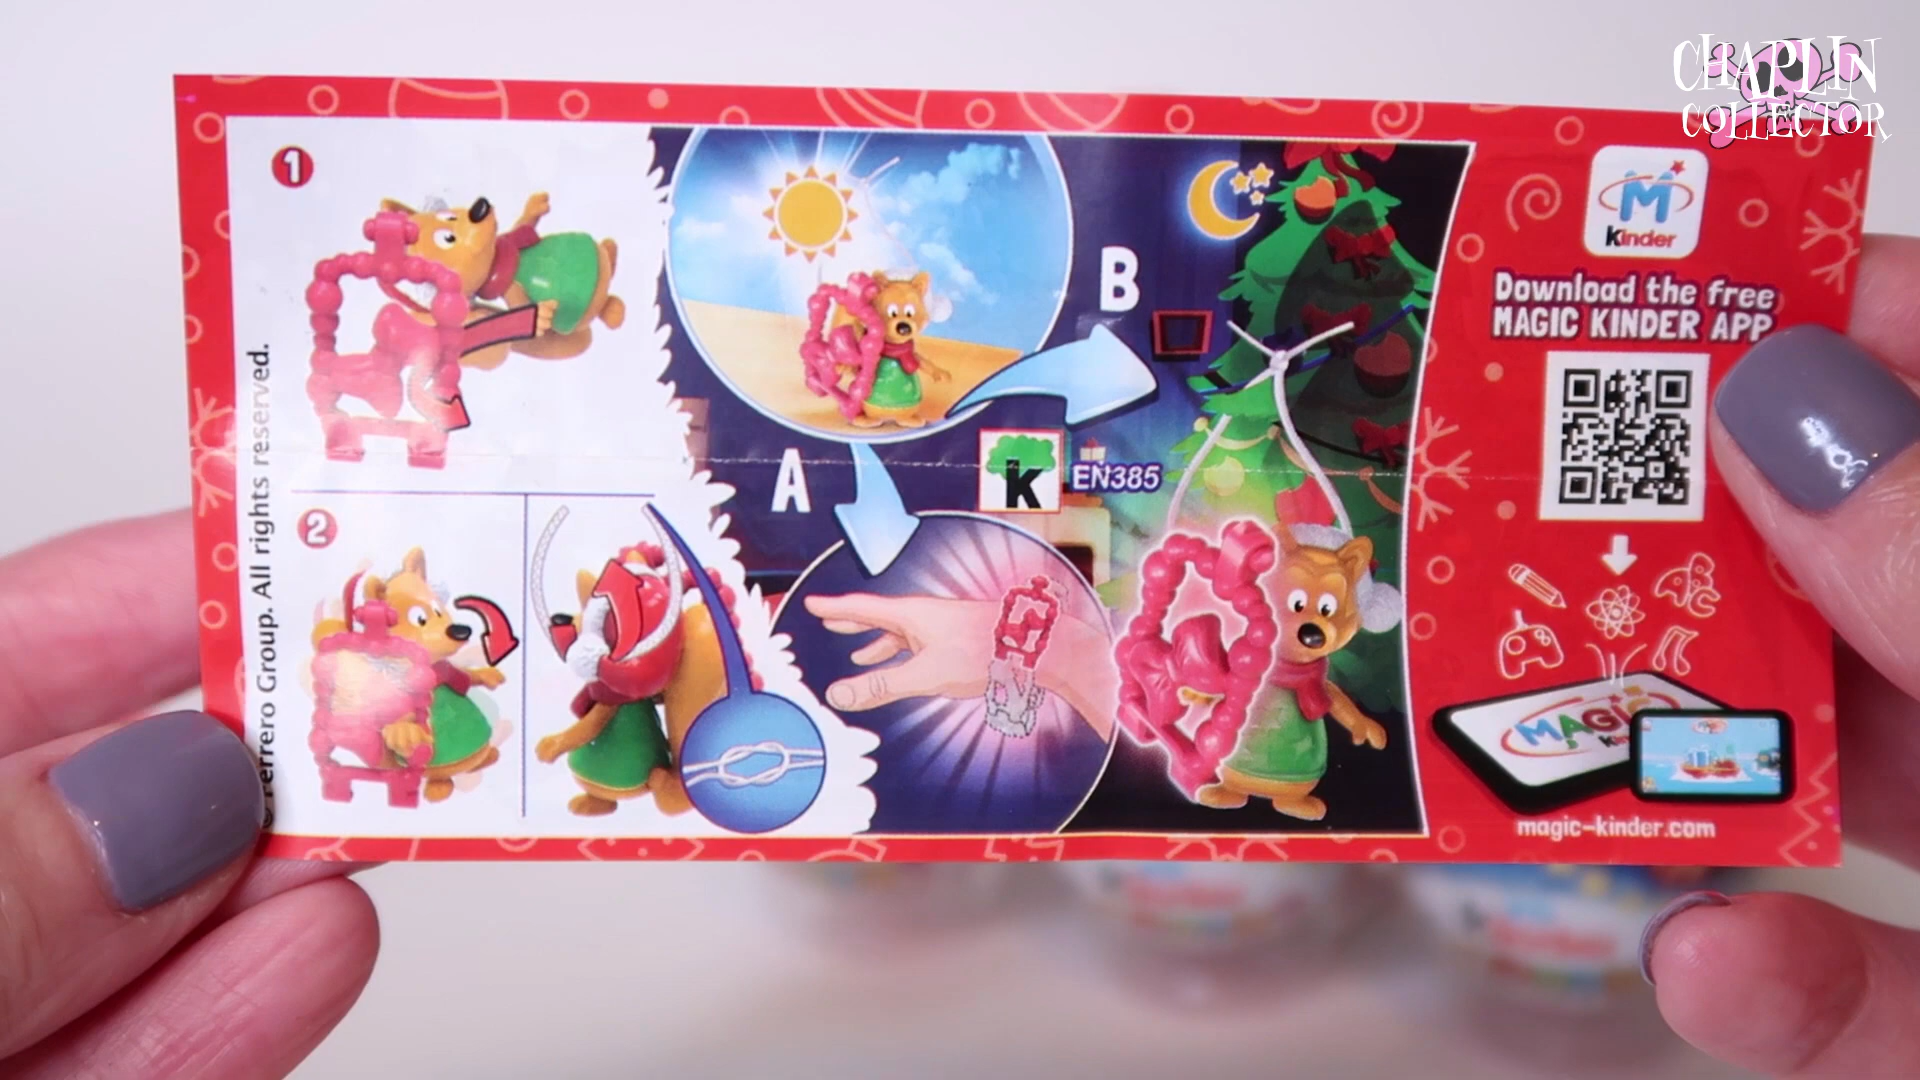 CHAPLIN
COLLECTOR
1
2
© Ferrero Group. All rights reserved.
A
B
k
EN385
M
Kinder
Download the free
MAGIC KINDER APP
ABC
MAGIC
magic-kinder.com